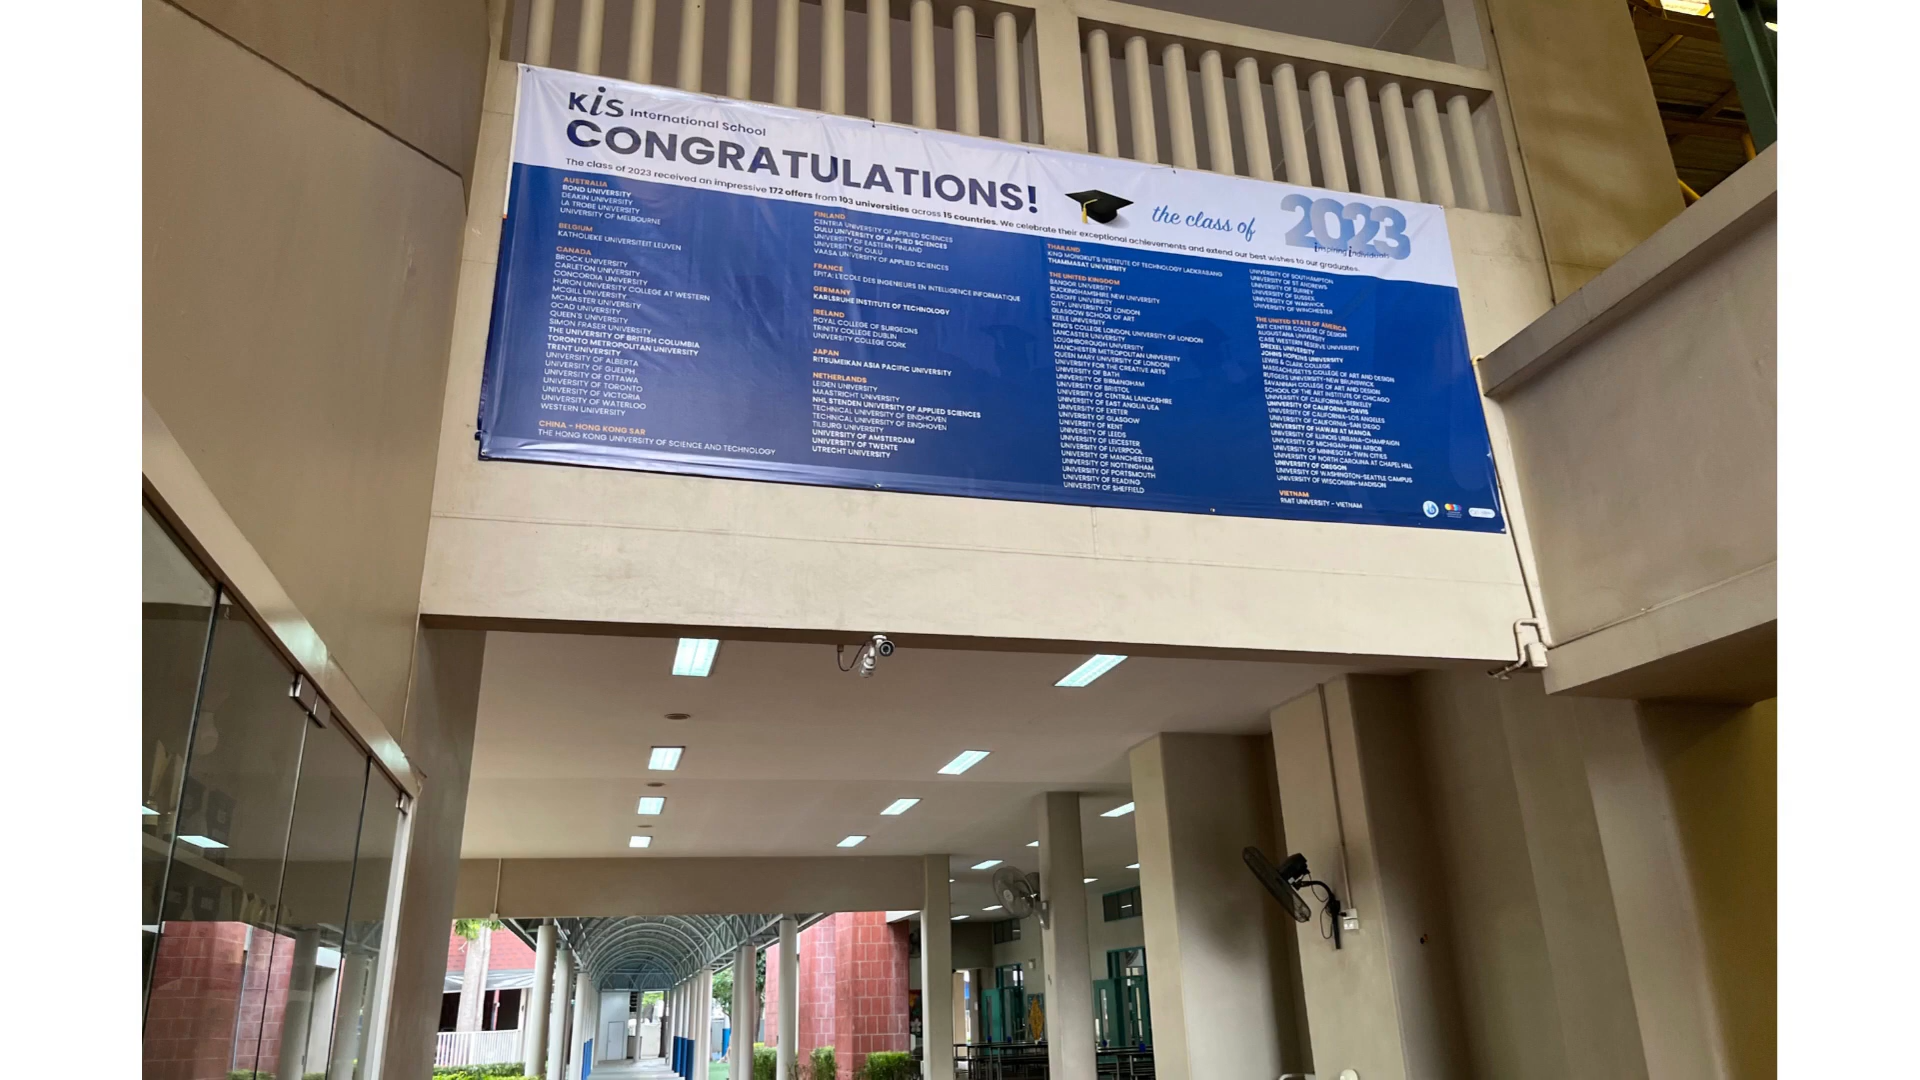 KiS International School
CONGRATULATIONS!
The class of 2023 received an impressive 172 offers from 103 universities across 15 countries. We celebrate their exceptional achievements and extend our best wishes to our graduates.
the class of 2023
inspiring individuals
AUSTRALIA
BOND UNIVERSITY
DEAKIN UNIVERSITY
LA TROBE UNIVERSITY
UNIVERSITY OF MELBOURNE
BELGIUM
KATHOLIEKE UNIVERSITEIT LEUVEN
CANADA
BROCK UNIVERSITY
CARLETON UNIVERSITY
CONCORDIA UNIVERSITY
HURON UNIVERSITY COLLEGE AT WESTERN
MCGILL UNIVERSITY
MCMASTER UNIVERSITY
OCAD UNIVERSITY
QUEEN'S UNIVERSITY
SIMON FRASER UNIVERSITY
THE UNIVERSITY OF BRITISH COLUMBIA
TORONTO METROPOLITAN UNIVERSITY
TRENT UNIVERSITY
UNIVERSITY OF ALBERTA
UNIVERSITY OF GUELPH
UNIVERSITY OF OTTAWA
UNIVERSITY OF TORONTO
UNIVERSITY OF VICTORIA
UNIVERSITY OF WATERLOO
WESTERN UNIVERSITY
CHINA - HONG KONG SAR
THE HONG KONG UNIVERSITY OF SCIENCE AND TECHNOLOGY
FINLAND
CENTRIA UNIVERSITY OF APPLIED SCIENCES
OULU UNIVERSITY OF APPLIED SCIENCES
UNIVERSITY OF EASTERN FINLAND
UNIVERSITY OF OULU
VAASA UNIVERSITY OF APPLIED SCIENCES
FRANCE
EPITA: L'ECOLE DES INGENIEURS EN INTELLIGENCE INFORMATIQUE
GERMANY
KARLSRUHE INSTITUTE OF TECHNOLOGY
IRELAND
ROYAL COLLEGE OF SURGEONS
TRINITY COLLEGE DUBLIN
UNIVERSITY COLLEGE CORK
JAPAN
RITSUMEIKAN ASIA PACIFIC UNIVERSITY
NETHERLANDS
LEIDEN UNIVERSITY
MAASTRICHT UNIVERSITY
NHL STENDEN UNIVERSITY OF APPLIED SCIENCES
TECHNICAL UNIVERSITY OF EINDHOVEN
TECHNICAL UNIVERSITY OF EINDHOVEN
TILBURG UNIVERSITY
UNIVERSITY OF AMSTERDAM
UNIVERSITY OF TWENTE
UTRECHT UNIVERSITY
THAILAND
KING MONGKUT'S INSTITUTE OF TECHNOLOGY LADKRABANG
THAMMASAT UNIVERSITY
THE UNITED KINGDOM
BANGOR UNIVERSITY
BUCKINGHAMSHIRE NEW UNIVERSITY
CARDIFF UNIVERSITY
CITY, UNIVERSITY OF LONDON
GLASGOW SCHOOL OF ART
KEELE UNIVERSITY
KING'S COLLEGE LONDON, UNIVERSITY OF LONDON
LANCASTER UNIVERSITY
LOUGHBOROUGH UNIVERSITY
MANCHESTER METROPOLITAN UNIVERSITY
QUEEN MARY UNIVERSITY OF LONDON
UNIVERSITY FOR THE CREATIVE ARTS
UNIVERSITY OF BATH
UNIVERSITY OF BIRMINGHAM
UNIVERSITY OF BRISTOL
UNIVERSITY OF CENTRAL LANCASHIRE
UNIVERSITY OF EAST ANGLIA UEA
UNIVERSITY OF EXETER
UNIVERSITY OF GLASGOW
UNIVERSITY OF KENT
UNIVERSITY OF LEEDS
UNIVERSITY OF LEICESTER
UNIVERSITY OF LIVERPOOL
UNIVERSITY OF MANCHESTER
UNIVERSITY OF NOTTINGHAM
UNIVERSITY OF PORTSMOUTH
UNIVERSITY OF READING
UNIVERSITY OF SHEFFIELD
UNIVERSITY OF SOUTHAMPTON
UNIVERSITY OF ST ANDREWS
UNIVERSITY OF SURREY
UNIVERSITY OF SUSSEX
UNIVERSITY OF WARWICK
UNIVERSITY OF WINCHESTER
THE UNITED STATE OF AMERICA
ART CENTER COLLEGE OF DESIGN
AUGUSTANA UNIVERSITY
CASE WESTERN RESERVE UNIVERSITY
DREXEL UNIVERSITY
JOHNS HOPKINS UNIVERSITY
LEWIS & CLARK COLLEGE
MASSACHUSETTS COLLEGE OF ART AND DESIGN
RUTGERS UNIVERSITY-NEW BRUNSWICK
SAVANNAH COLLEGE OF ART AND DESIGN
SCHOOL OF THE ART INSTITUTE OF CHICAGO
UNIVERSITY OF CALIFORNIA-BERKELEY
UNIVERSITY OF CALIFORNIA-DAVIS
UNIVERSITY OF CALIFORNIA-LOS ANGELES
UNIVERSITY OF CALIFORNIA-SAN DIEGO
UNIVERSITY OF HAWAII AT MANOA
UNIVERSITY OF ILLINOIS URBANA-CHAMPAIGN
UNIVERSITY OF MICHIGAN-ANN ARBOR
UNIVERSITY OF MINNESOTA-TWIN CITIES
UNIVERSITY OF NORTH CAROLINA AT CHAPEL HILL
UNIVERSITY OF OREGON
UNIVERSITY OF WASHINGTON-SEATTLE CAMPUS
UNIVERSITY OF WISCONSIN-MADISON
VIETNAM
RMIT UNIVERSITY - VIETNAM